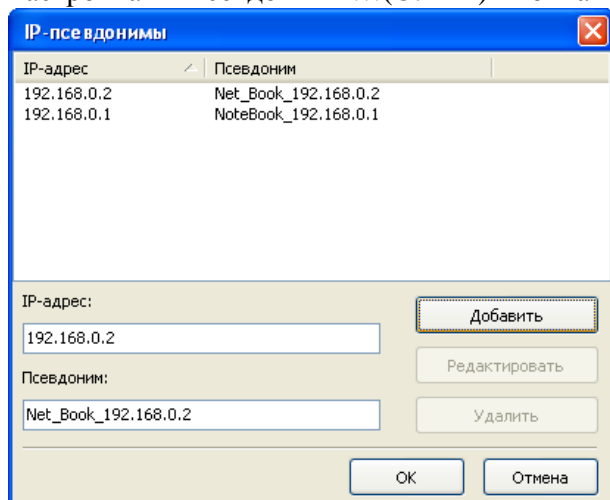 IP-псевдонимы
IP-адрес Псевдоним
192.168.0.2 Net_Book_192.168.0.2
192.168.0.1 NoteBook_192.168.0.1
IP-адрес:
Добавить
192.168.0.2
Редактировать
Псевдоним:
Net_Book_192.168.0.2
Удалить
OK Отмена